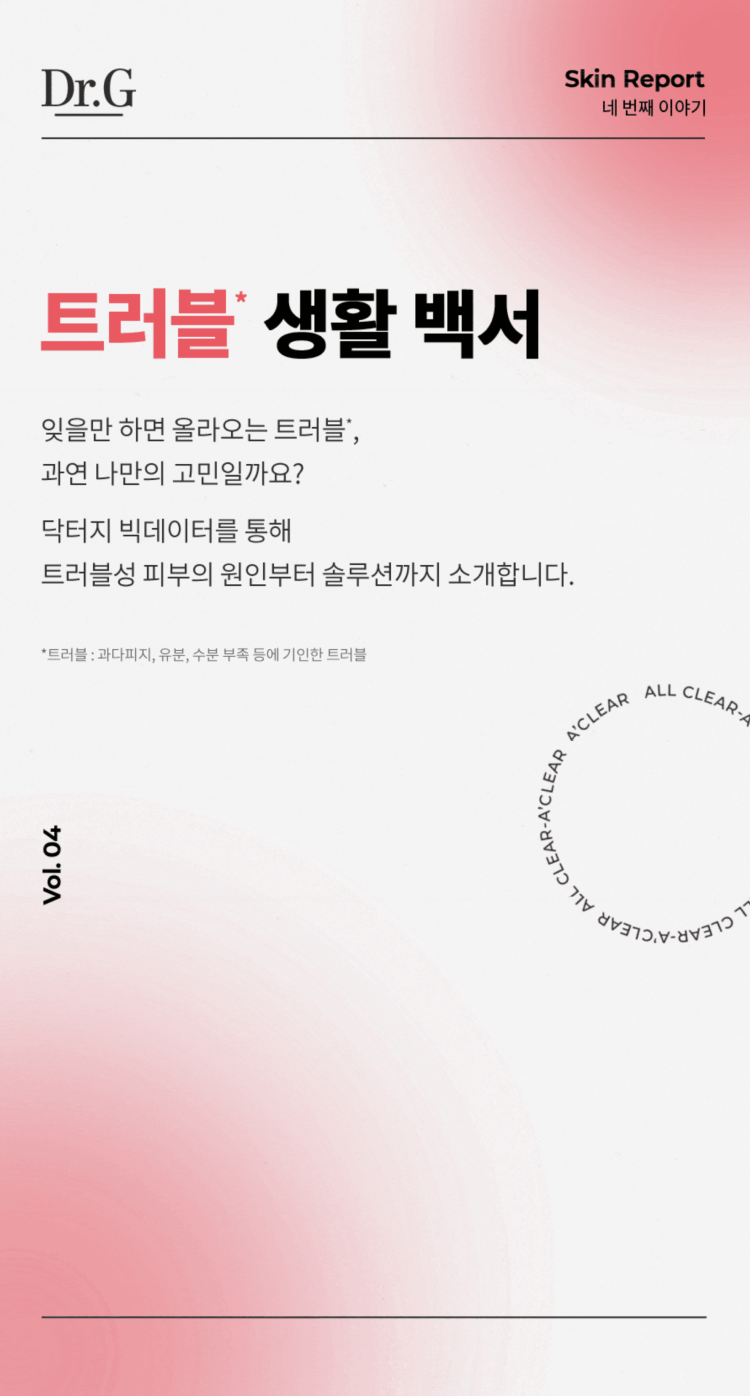 Dr.G
Skin Report
네 번째 이야기
트러블* 생활 백서
잊을만 하면 올라오는 트러블*,
과연 나만의 고민일까요?
닥터지 빅데이터를 통해
트러블성 피부의 원인부터 솔루션까지 소개합니다.
*트러블 : 과다피지, 유분, 수분 부족 등에 기인한 트러블
A'CLEAR ALL CLEAR-A
LL CLEAR-A'CLEAR ALL CLEAR-A'CLEAR
Vol. 04